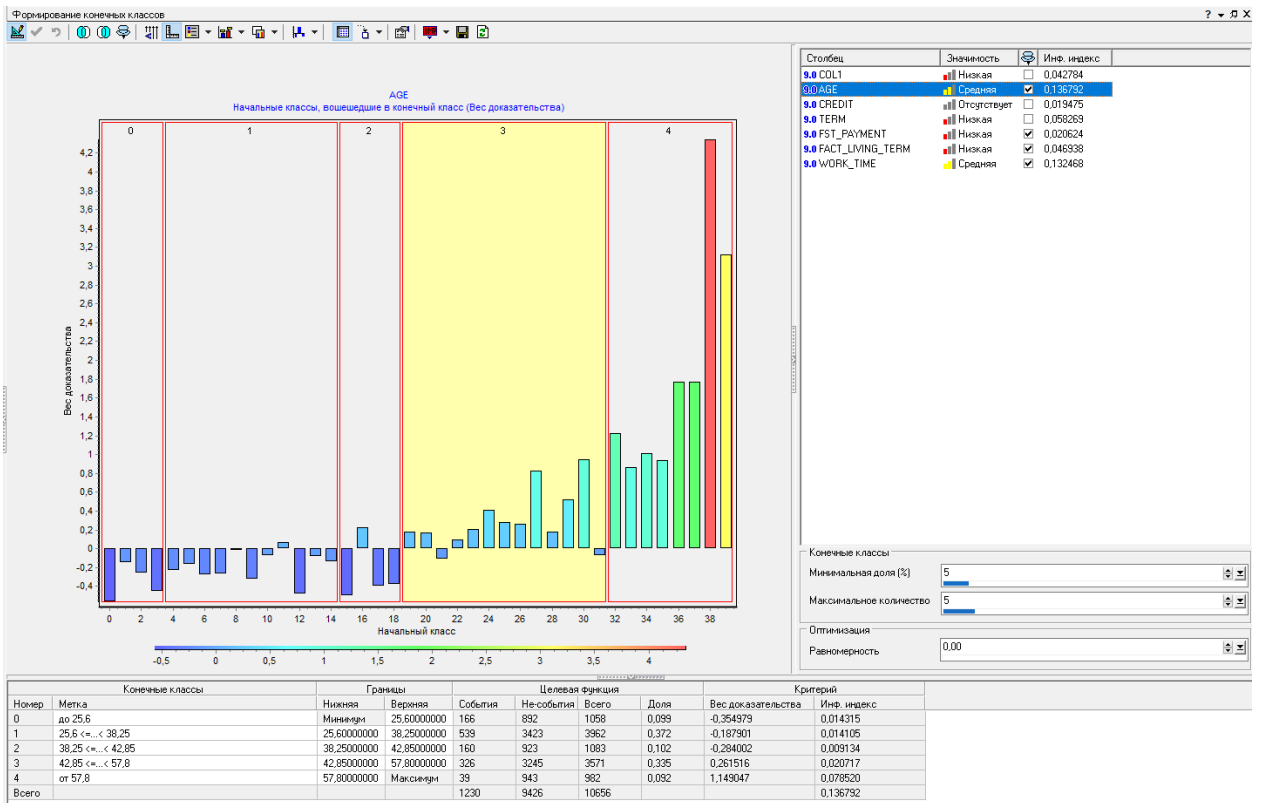 Формирование конечных классов
AGE
Начальные классы, вошешедшие в конечный класс (Вес доказательства)
0 1 2 3 4
4,2
4
3,8
3,6
3,4
3,2
3
2,8
2,6
2,4
2,2
2
1,8
1,6
1,4
1,2
1
0,8
0,6
0,4
0,2
0
-0,2
-0,4
Вес доказательства
0 2 4 6 8 10 12 14 16 18 20 22 24 26 28 30 32 34 36 38
Начальный класс
-0,5 0 0,5 1 1,5 2 2,5 3 3,5 4
Столбец Значимость Инф. индекс
9.0 COL1 Низкая 0,042784
9.0 AGE Средняя 0,136792
9.0 CREDIT Отсутствует 0,019475
9.0 TERM Низкая 0,058269
9.0 FST_PAYMENT Низкая 0,020624
9.0 FACT_LIVING_TERM Низкая 0,046938
9.0 WORK_TIME Средняя 0,132468
Конечные классы
Минимальная доля (%) 5
Максимальное количество 5
Оптимизация
Равномерность 0,00
Конечные классы Границы Целевая функция Критерий
Номер Метка Нижняя Верхняя События Не-события Всего Доля Вес доказательства Инф. индекс
0 до 25,6 Минимум 25,60000000 166 892 1058 0,099 -0,354979 0,014315
1 25,6 <=...< 38,25 25,60000000 38,25000000 539 3423 3962 0,372 -0,187901 0,014105
2 38,25 <=...< 42,85 38,25000000 42,85000000 160 923 1083 0,102 -0,284002 0,009134
3 42,85 <=...< 57,8 42,85000000 57,80000000 326 3245 3571 0,335 0,261516 0,020717
4 от 57,8 57,80000000 Максимум 39 943 982 0,092 1,149047 0,078520
Всего 1230 9426 10656 0,136792